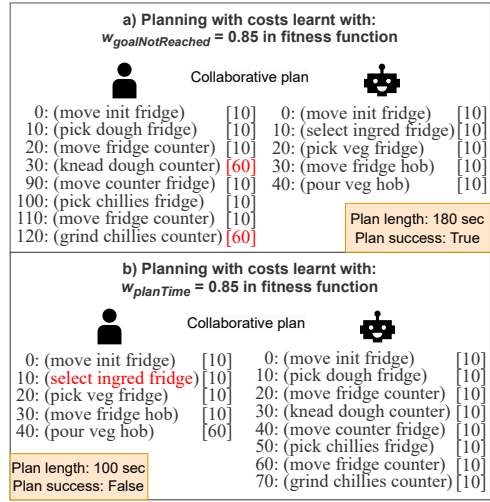 a) Planning with costs learnt with:
w_goalNotReached = 0.85 in fitness function
Collaborative plan
0: (move init fridge) [10]
10: (pick dough fridge) [10]
20: (move fridge counter) [10]
30: (knead dough counter) [60]
90: (move counter fridge) [10]
100: (pick chillies fridge) [10]
110: (move fridge counter) [10]
120: (grind chillies counter) [60]
0: (move init fridge) [10]
10: (select ingred fridge) [10]
20: (pick veg fridge) [10]
30: (move fridge hob) [10]
40: (pour veg hob) [10]
Plan length: 180 sec
Plan success: True
b) Planning with costs learnt with:
w_planTime = 0.85 in fitness function
Collaborative plan
0: (move init fridge) [10]
10: (select ingred fridge) [10]
20: (pick veg fridge) [10]
30: (move fridge hob) [10]
40: (pour veg hob) [60]
0: (move init fridge) [10]
10: (pick dough fridge) [10]
20: (move fridge counter) [10]
30: (knead dough counter) [10]
40: (move counter fridge) [10]
50: (pick chillies fridge) [10]
60: (move fridge counter) [10]
70: (grind chillies counter) [10]
Plan length: 100 sec
Plan success: False